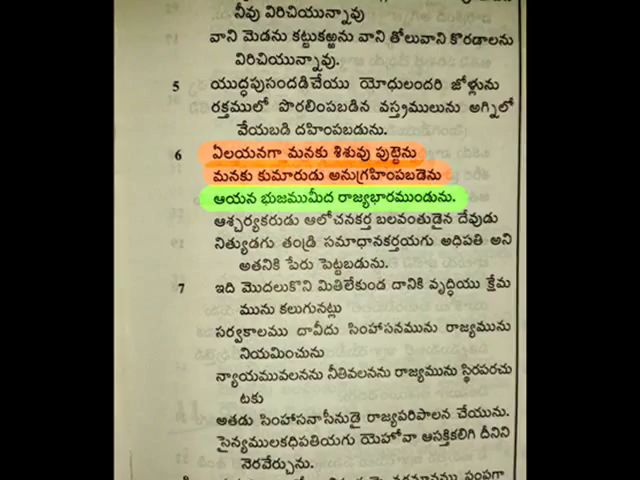 నీవు విరిచియున్నావు
వాని మెడను కట్టుకఱ్ఱను వాని తోలువాని కొరడాలను
విరిచియున్నావు.
5 యుద్ధపుసందడిచేయు యోధులందరి జోళ్లును
రక్తములో పొరలింపబడిన వస్త్రములును అగ్నిలో
వేయబడి దహింపబడును.
6 ఏలయనగా మనకు శిశువు పుట్టెను
మనకు కుమారుడు అనుగ్రహింపబడెను
ఆయన భుజముమీద రాజ్యభారముండును.
ఆశ్చర్యకరుడు ఆలోచనకర్త బలవంతుడైన దేవుడు
నిత్యుడగు తండ్రి సమాధానకర్తయగు అధిపతి అని
అతనికి పేరు పెట్టబడును.
7 ఇది మొదలుకొని మితిలేకుండ దానికి వృద్ధియు క్షేమ
మును కలుగునట్లు
సర్వకాలము దావీదు సింహాసనమును రాజ్యమును
నియమించును
న్యాయమువలనను నీతివలనను రాజ్యమును స్థిరపరచు
టకు
అతడు సింహాసనాసీనుడై రాజ్యపరిపాలన చేయును.
సైన్యములకధిపతియగు యెహోవా ఆసక్తికలిగి దీనిని
నెరవేర్చును.